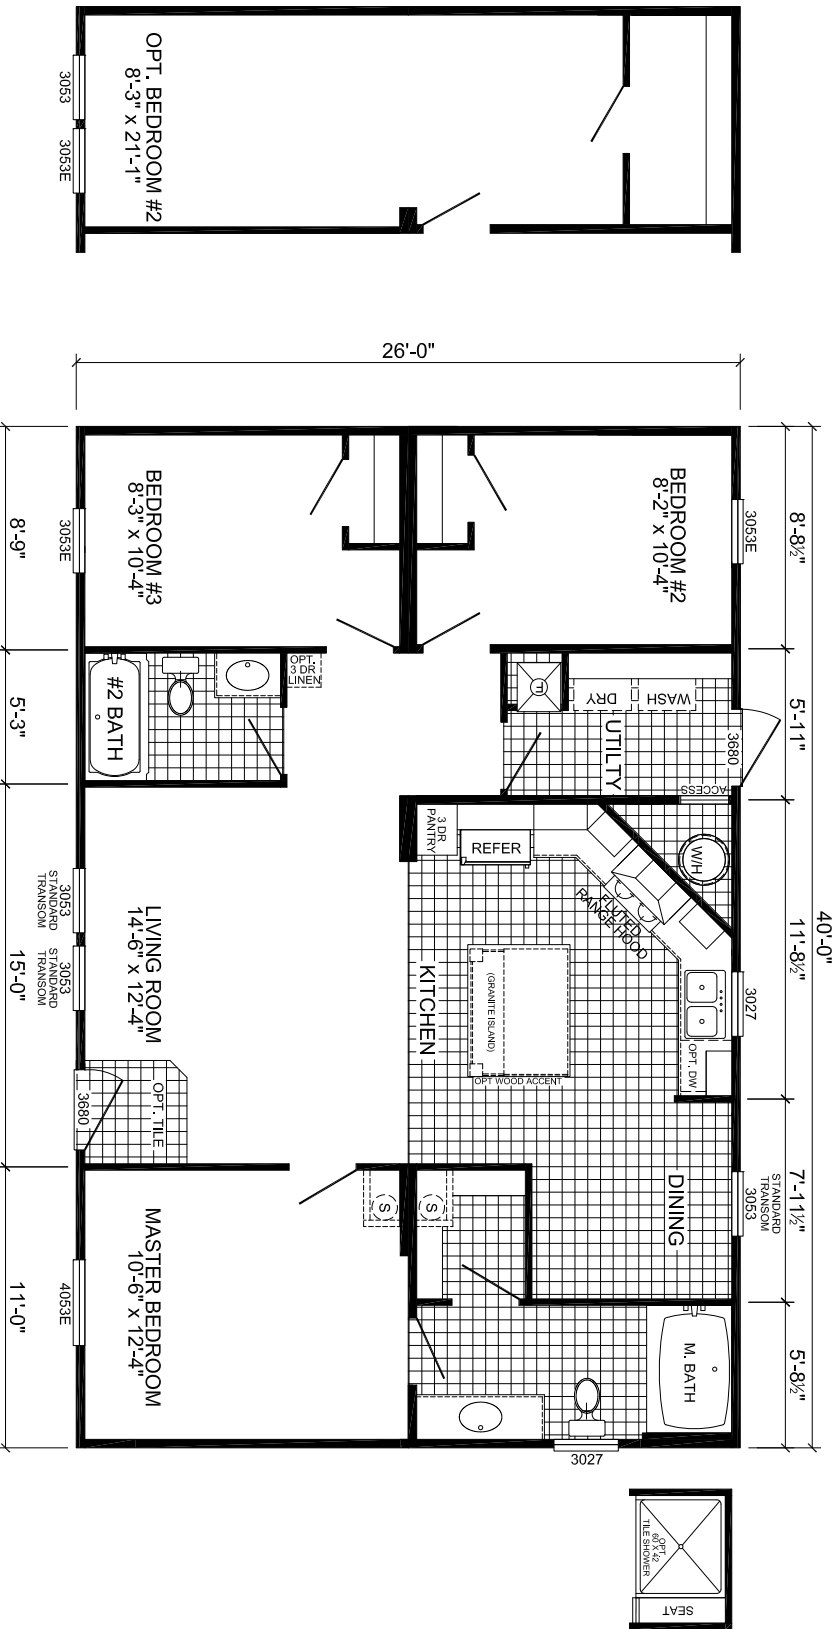 OPT. BEDROOM #2
8'-3" x 21'-1"
3053
3053E
26'-0"
40'-0"
8'-8½"
5'-11"
11'-8½"
7'-11½"
5'-8½"
BEDROOM #2
8'-2" x 10'-4"
3053E
BEDROOM #3
8'-3" x 10'-4"
3053E
OPT.
3 DR
LINEN
#2 BATH
F
DRY
WASH
UTILTY
3680
ACCESS
W/H
3 DR
PANTRY
REFER
FLUTED
RANGE HOOD
KITCHEN
(GRANITE ISLAND)
OPT WOOD ACCENT
3027
OPT. DW
LIVING ROOM
14'-6" x 12'-4"
3053
STANDARD
TRANSOM
3053
STANDARD
TRANSOM
OPT. TILE
3680
DINING
STANDARD
TRANSOM
3053
S
S
MASTER BEDROOM
10'-6" x 12'-4"
4053E
M. BATH
3027
8'-9"
5'-3"
15'-0"
11'-0"
OPT.
60 X 42
TILE SHOWER
SEAT